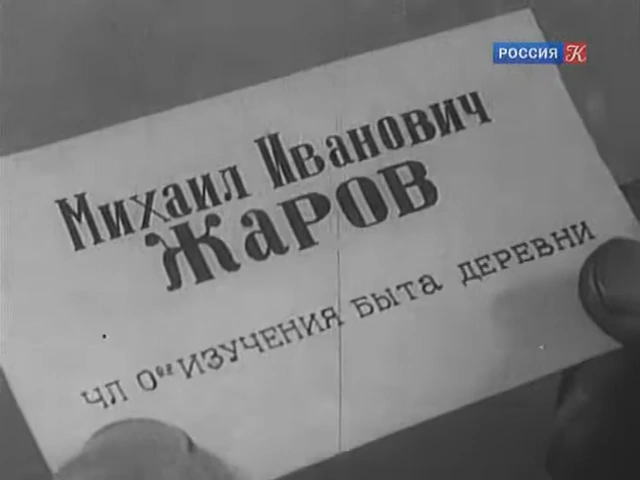 РОССИЯ К
Михаил Иванович
ЖАРОВ
ЧЛ О"ва ИЗУЧЕНИЯ БЫТА ДЕРЕВНИ